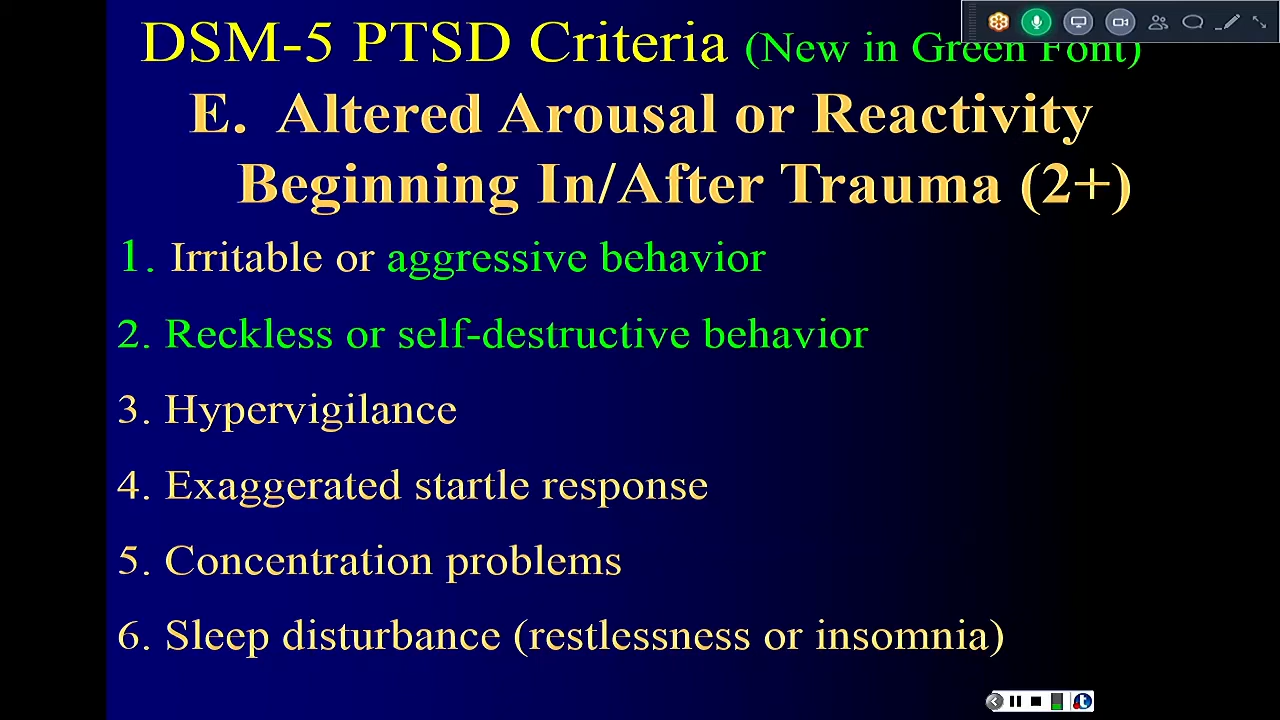 DSM-5 PTSD Criteria (New in Green Font)
E. Altered Arousal or Reactivity
Beginning In/After Trauma (2+)
1. Irritable or aggressive behavior
2. Reckless or self-destructive behavior
3. Hypervigilance
4. Exaggerated startle response
5. Concentration problems
6. Sleep disturbance (restlessness or insomnia)